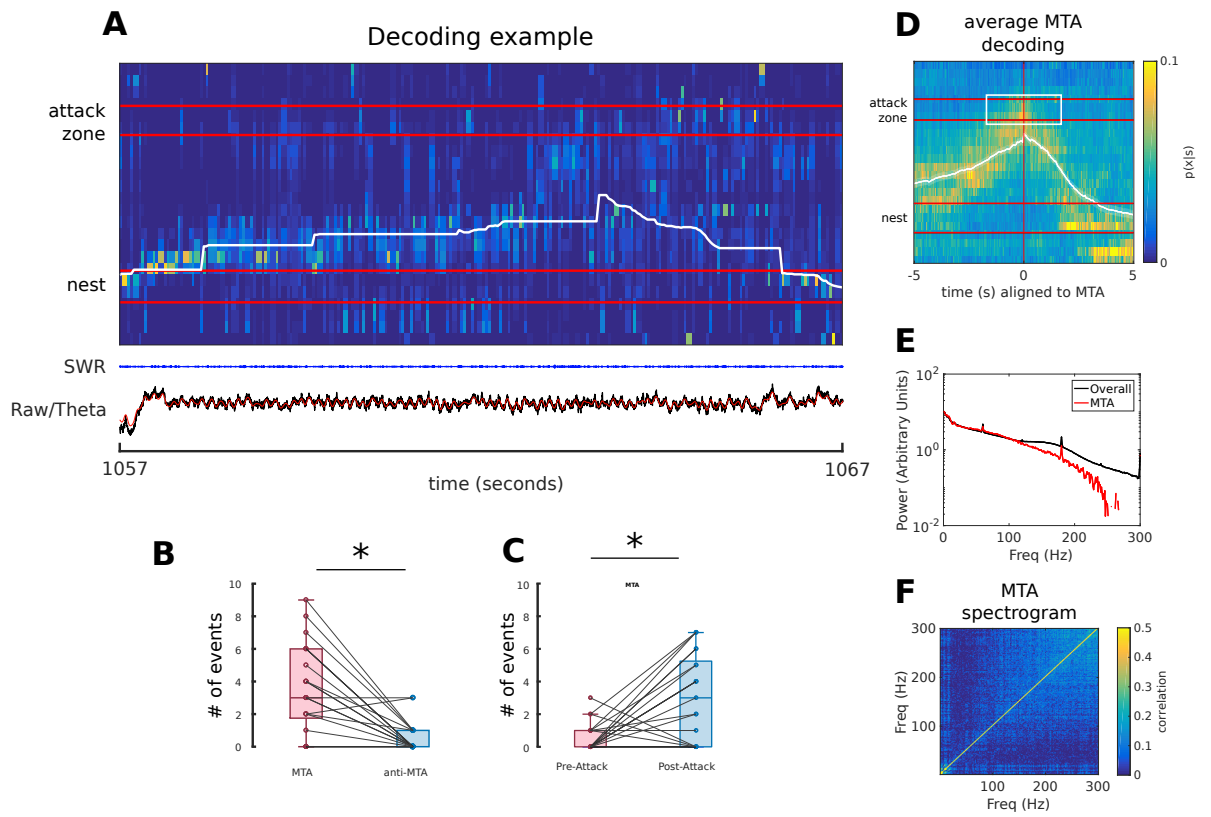 A
Decoding example
attack
zone
nest
SWR
Raw/Theta
1057
1067
time (seconds)
B
*
# of events
10
8
6
4
2
0
MTA
anti-MTA
C
*
MTA
# of events
10
8
6
4
2
0
Pre-Attack
Post-Attack
D
average MTA
decoding
attack
zone
nest
-5
0
5
time (s) aligned to MTA
0.1
0
p(x|s)
E
Power (Arbitrary Units)
10^2
10^0
10^-2
Overall
MTA
0
100
200
300
Freq (Hz)
F
MTA
spectrogram
Freq (Hz)
300
200
100
100
200
300
Freq (Hz)
0.5
0.4
0.3
0.2
0.1
0
correlation